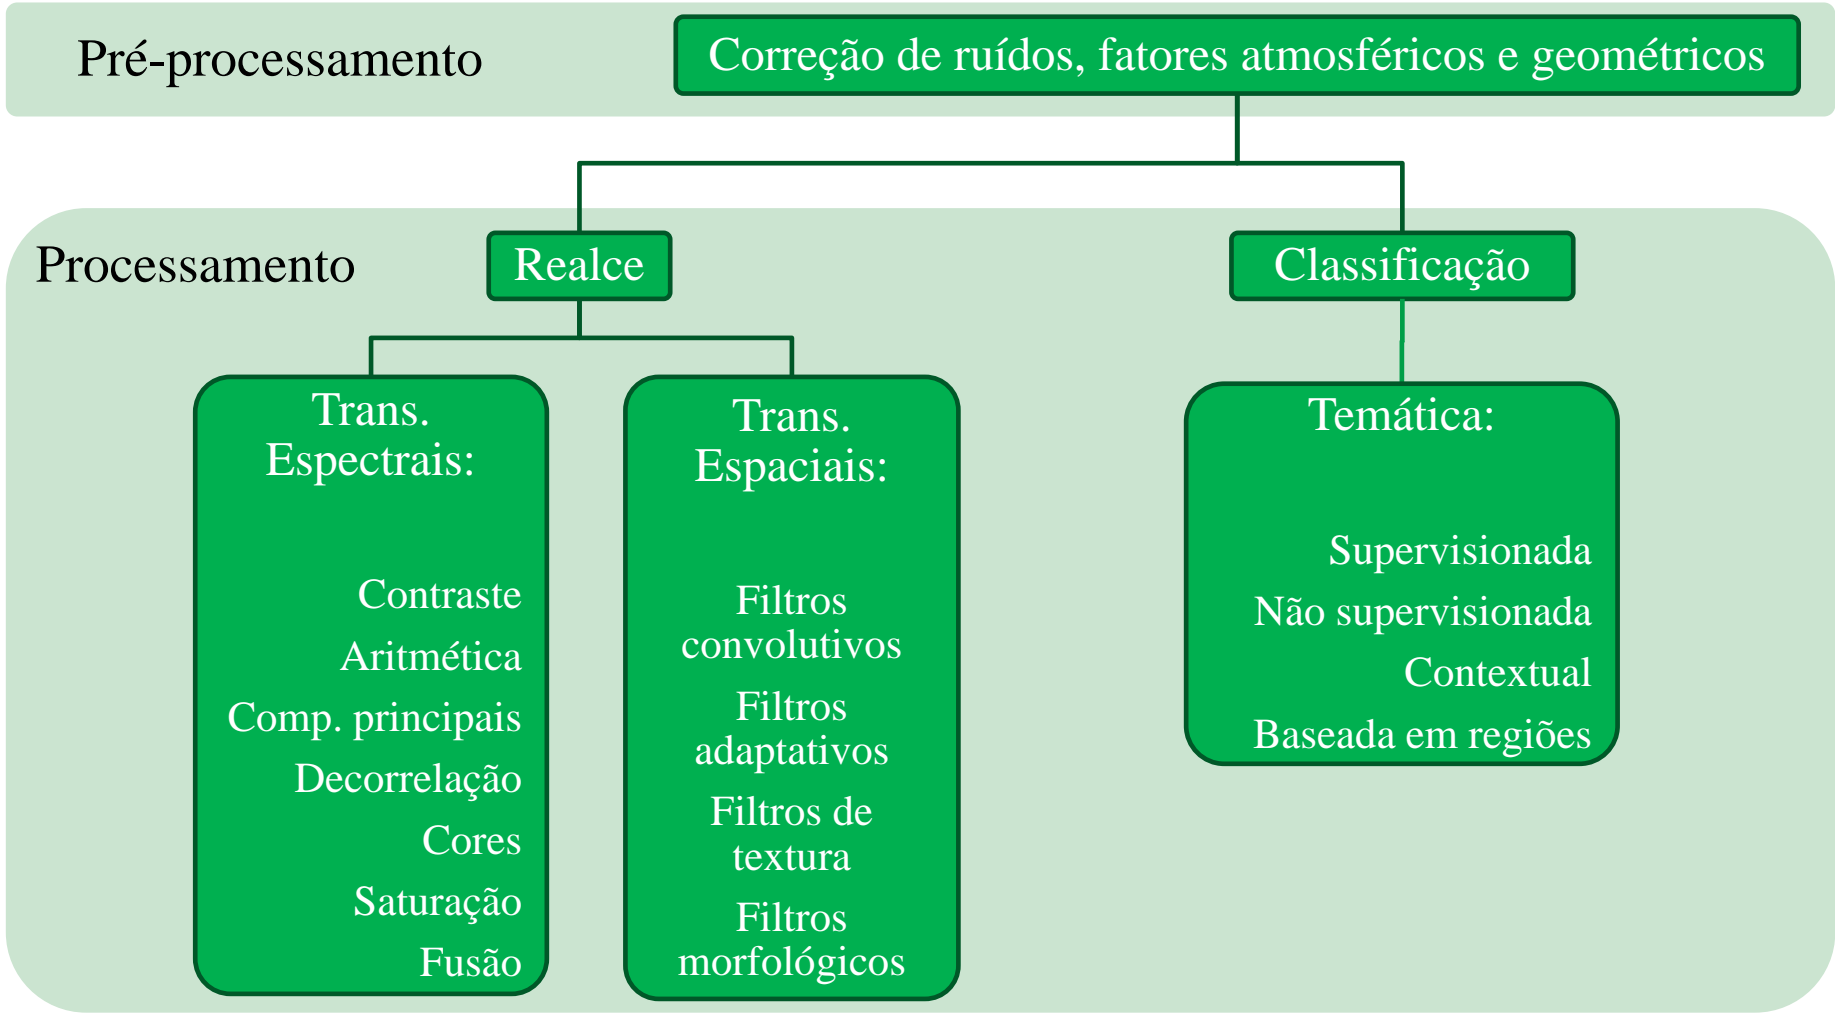 Pré-processamento
Correção de ruídos, fatores atmosféricos e geométricos
Processamento
Realce
Classificação
Trans.
Espectrais:
Contraste
Aritmética
Comp. principais
Decorrelação
Cores
Saturação
Fusão
Trans.
Espaciais:
Filtros
convolutivos
Filtros
adaptativos
Filtros de
textura
Filtros
morfológicos
Temática:
Supervisionada
Não supervisionada
Contextual
Baseada em regiões